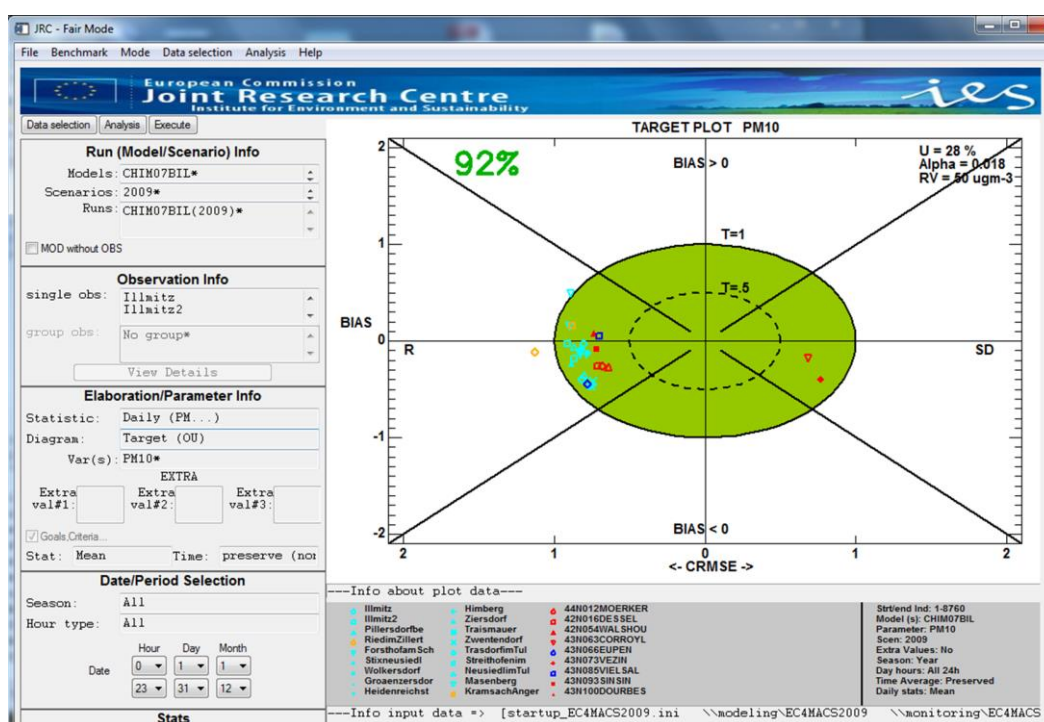 JRC - Fair Mode
File Benchmark Mode Data selection Analysis Help
European Commission
Joint Research Centre
Institute for Environment and Sustainability
ies
Data selection Analysis Execute
Run (Model/Scenario) Info
Models: CHIM07BIL*
Scenarios: 2009*
Runs: CHIM07BIL(2009)*
MOD without OBS
Observation Info
single obs: Illmitz
Illmitz2
group obs: No group*
View Details
Elaboration/Parameter Info
Statistic: Daily (PM...)
Diagram: Target (OU)
Var(s): PM10*
EXTRA
Extra val#1: Extra val#2: Extra val#3:
Goals,Criteria...
Stat: Mean Time: preserve (nor
Date/Period Selection
Season: All
Hour type: All
Hour Day Month
Date 0 1 1
23 31 12
Stats
TARGET PLOT PM10
92%
BIAS > 0
U = 28 %
Alpha = 0.018
RV = 50 ugm-3
2
1
0
-1
-2
T=1
T=.5
BIAS
R
SD
BIAS < 0
2 1 0 1 2
<- CRMSE ->
---Info about plot data---
Illmitz
Illmitz2
Pillersdorfbe
RiedimZillert
ForsthofamSch
Stixneusiedl
Wolkersdorf
Groaenzersdor
Heidenreichst
Himberg
Ziersdorf
Traismauer
Zwentendorf
TrasdorfimTul
Streithofenim
NeusiedlimTul
Masenberg
KramsachAnger
44N012MOERKER
42N016DESSEL
42N054WALSHOU
43N063CORROYL
43N066EUPEN
43N073VEZIN
43N085VIELSAL
43N093SINSIN
43N100DOURBES
Strt/end Ind: 1-8760
Model (s): CHIM07BIL
Parameter: PM10
Scen: 2009
Extra Values: No
Season: Year
Day hours: All 24h
Time Average: Preserved
Daily stats: Mean
---Info input data => [startup_EC4MACS2009.ini \\modeling\EC4MACS2009 \\monitoring\EC4MACS